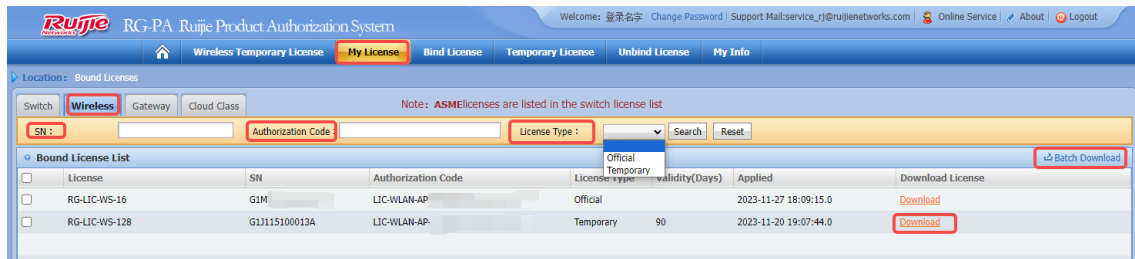 Ruijie Networks RG-PA Ruijie Product Authorization System
Welcome: 登录名字 Change Password Support Mail:service_rj@ruijienetworks.com Online Service About Logout
Wireless Temporary License My License Bind License Temporary License Unbind License My Info
Location: Bound Licenses
Switch Wireless Gateway Cloud Class Note: ASMElicenses are listed in the switch license list
SN : Authorization Code : License Type : Search Reset
Official
Temporary
Bound License List Batch Download
License SN Authorization Code License Type Validity(Days) Applied Download License
RG-LIC-WS-16 G1M LIC-WLAN-AP Official 2023-11-27 18:09:15.0 Download
RG-LIC-WS-128 G1J115100013A LIC-WLAN-AP- Temporary 90 2023-11-20 19:07:44.0 Download